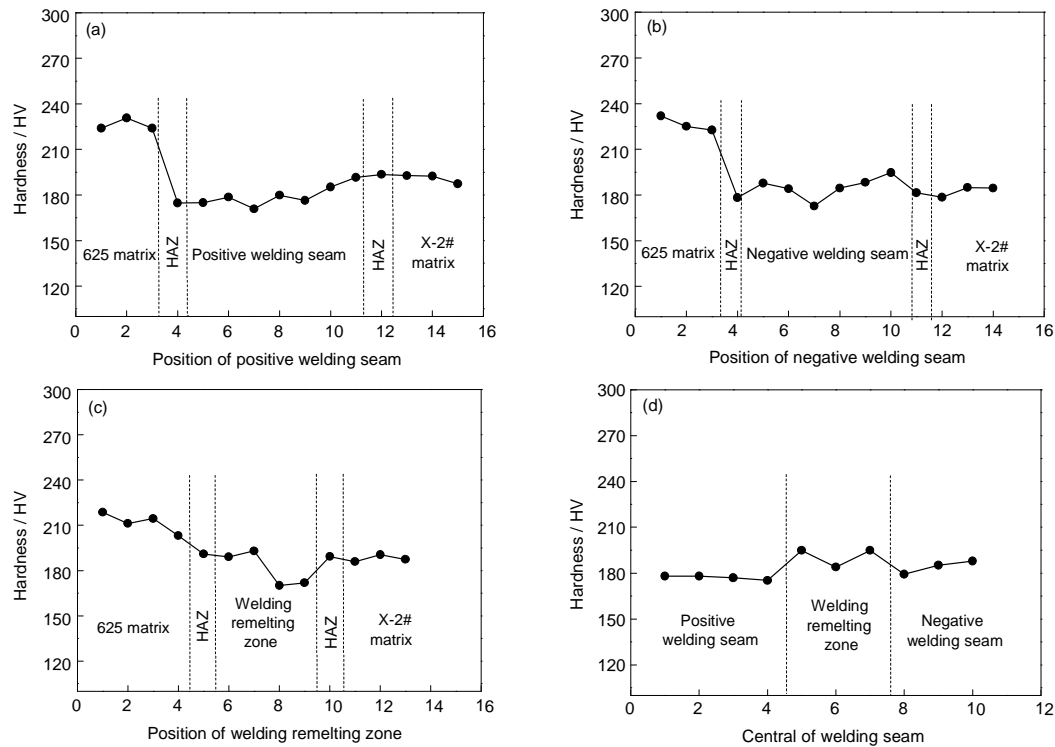 (a)
300
270
240
210
180
150
120
Hardness / HV
625 matrix
HAZ
Positive welding seam
HAZ
X-2#
matrix
0 2 4 6 8 10 12 14 16
Position of positive welding seam
(b)
300
270
240
210
180
150
120
Hardness / HV
625 matrix
HAZ
Negative welding seam
HAZ
X-2#
matrix
0 2 4 6 8 10 12 14 16
Position of negative welding seam
(c)
300
270
240
210
180
150
120
Hardness / HV
625 matrix
HAZ
Welding
remelting
zone
HAZ
X-2#
matrix
0 2 4 6 8 10 12 14 16
Position of welding remelting zone
(d)
300
270
240
210
180
150
120
Hardness / HV
Positive
welding seam
Welding
remelting
zone
Negative
welding seam
0 2 4 6 8 10 12
Central of welding seam